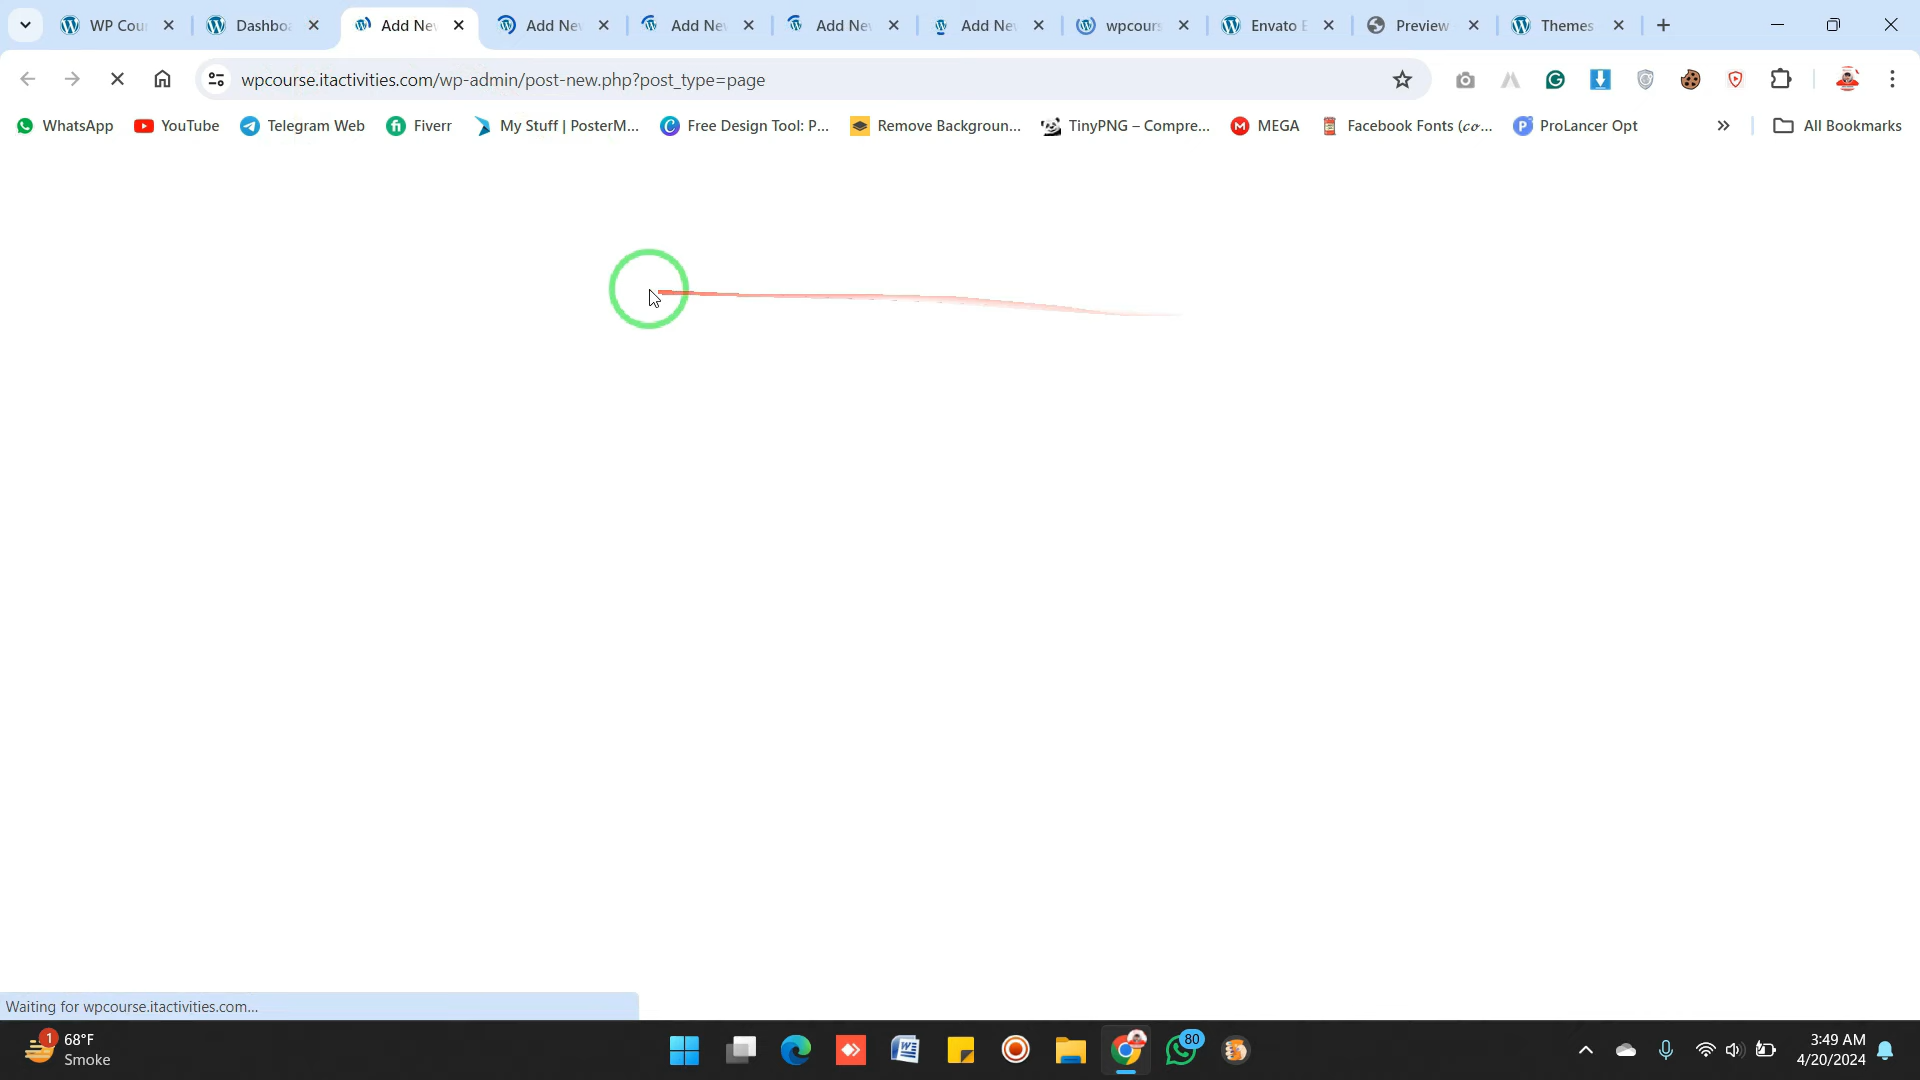 WP Cou
Dashbo
Add Ne
Add Ne
Add Ne
Add Ne
Add Ne
wpcours
Envato E
Preview
Themes
wpcourse.itactivities.com/wp-admin/post-new.php?post_type=page
WhatsApp
YouTube
Telegram Web
Fiverr
My Stuff | PosterM...
Free Design Tool: P...
Remove Backgroun...
TinyPNG – Compre...
MEGA
Facebook Fonts (𝒸ℴ...
ProLancer Opt
All Bookmarks
Waiting for wpcourse.itactivities.com...
1
68°F
Smoke
80
3:49 AM
4/20/2024